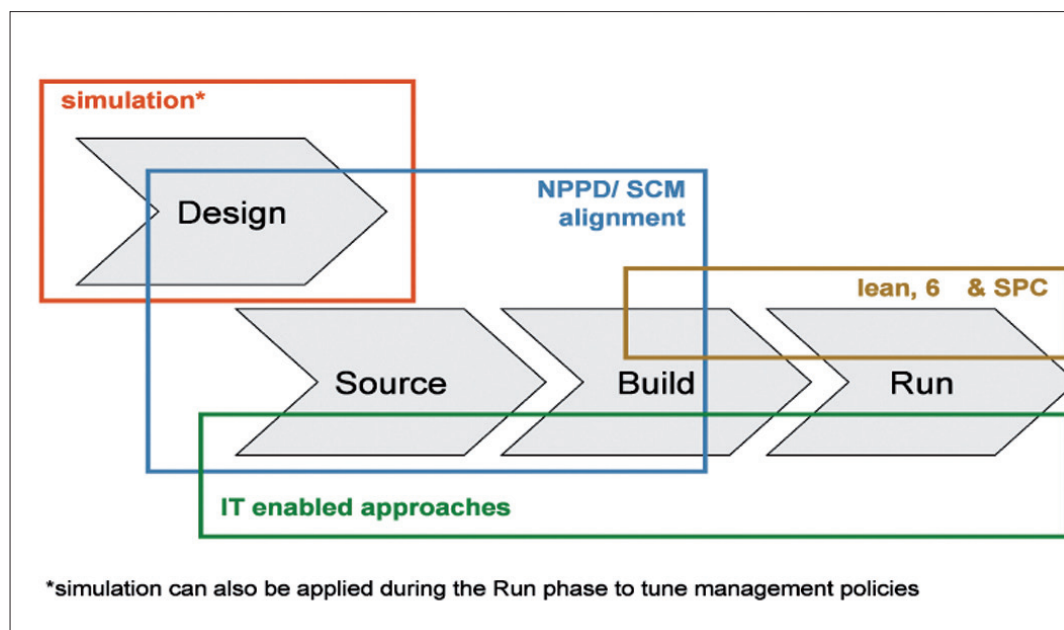 simulation*
Design
NPPD/ SCM
alignment
lean, 6 & SPC
Source
Build
Run
IT enabled approaches
*simulation can also be applied during the Run phase to tune management policies